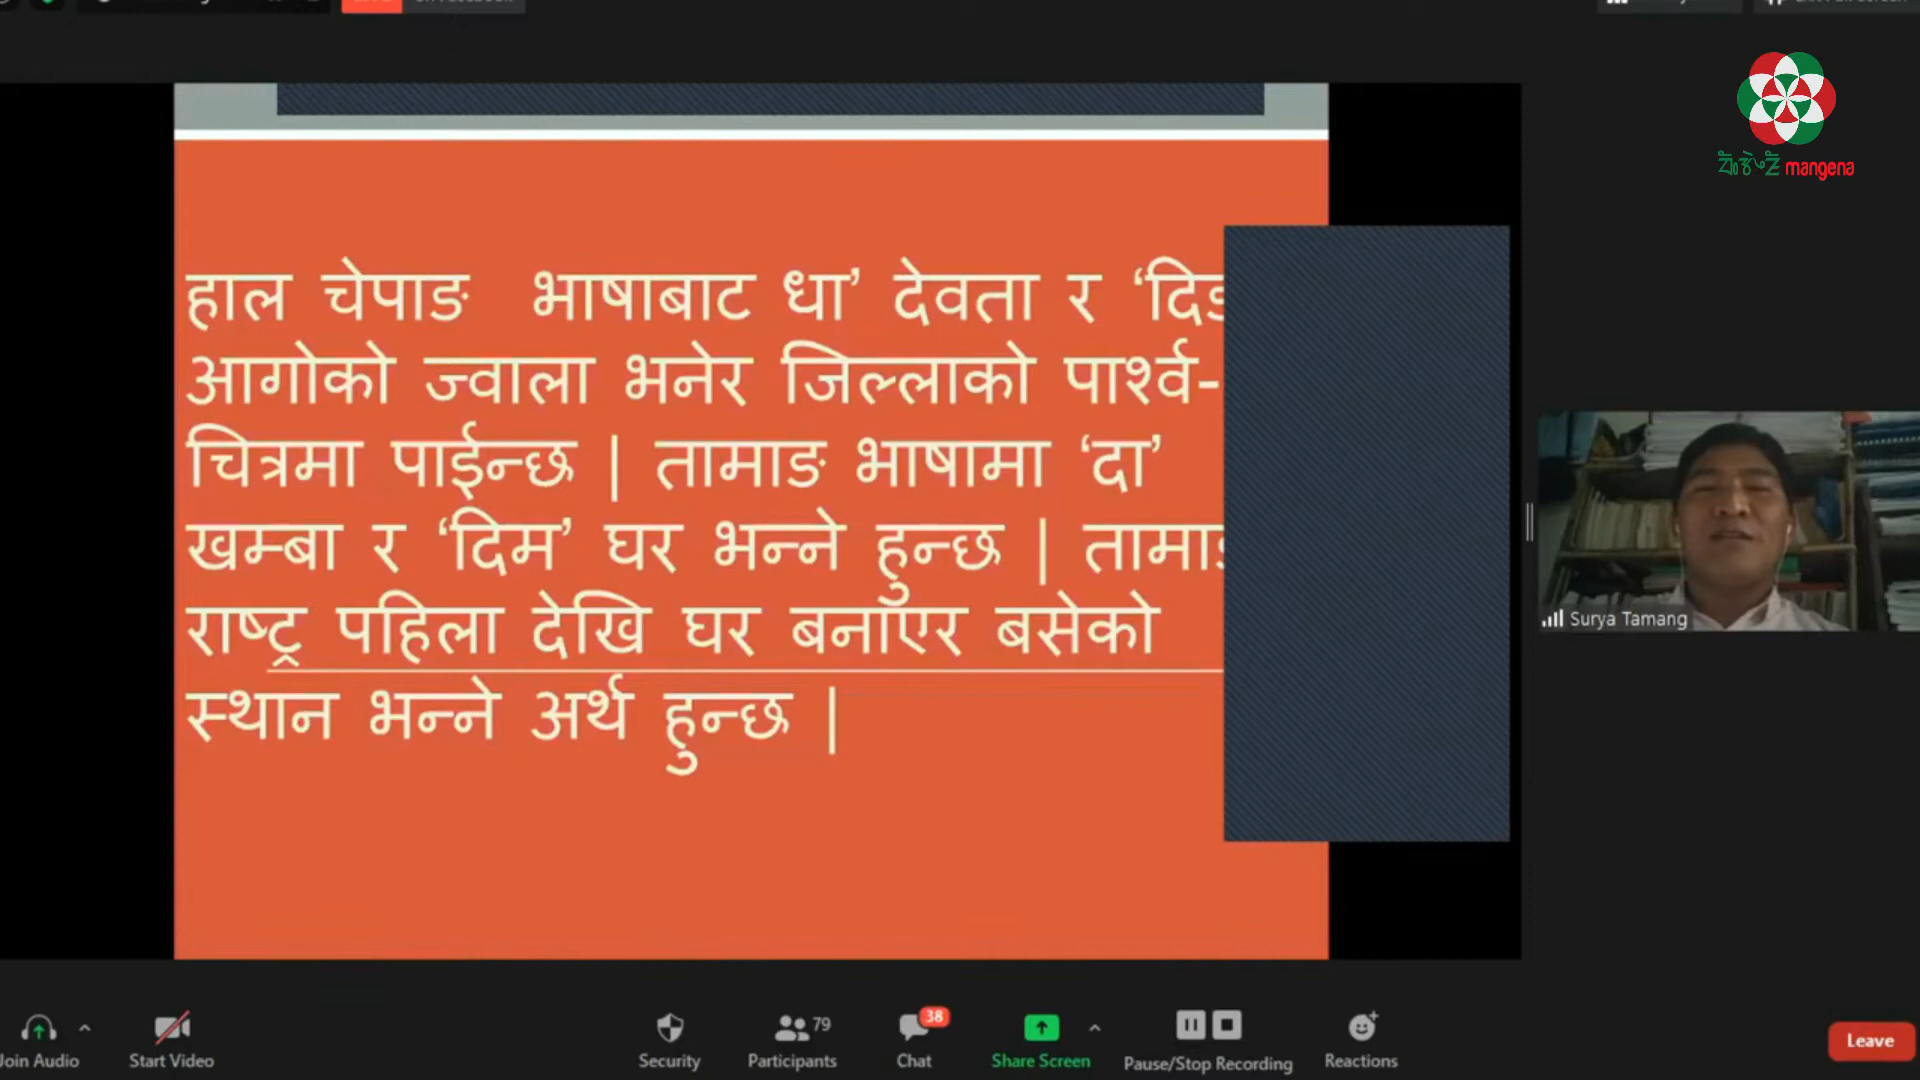 mangena
हाल चेपाङ भाषाबाट धा’ देवता र
आगोको ज्वाला भनेर जिल्लाको पार्श्व-
चित्रमा पाईन्छ | तामाङ भाषामा ‘दा’
खम्बा र ‘दिम’ घर भन्ने हुन्छ |
राष्ट्र पहिला देखि घर बनाएर बसेको
स्थान भन्ने अर्थ हुन्छ |
Surya Tamang
Join Audio
Start Video
Security
79
Participants
38
Chat
Share Screen
Pause/Stop Recording
Reactions
Leave